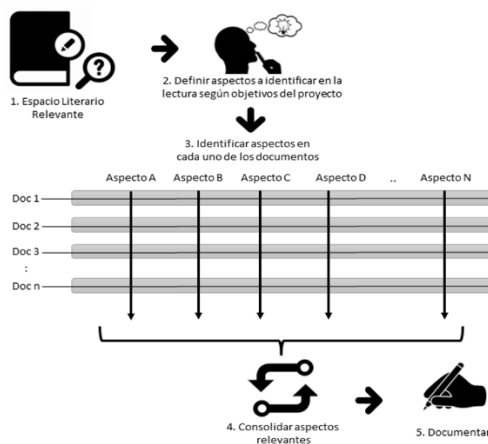 1. Espacio Literario
Relevante
2. Definir aspectos a identificar en la
lectura según objetivos del proyecto
3. Identificar aspectos en
cada uno de los documentos
Aspecto A Aspecto B Aspecto C Aspecto D .. Aspecto N
Doc 1
Doc 2
Doc 3
:
Doc n
4. Consolidar aspectos
relevantes
5. Documentar